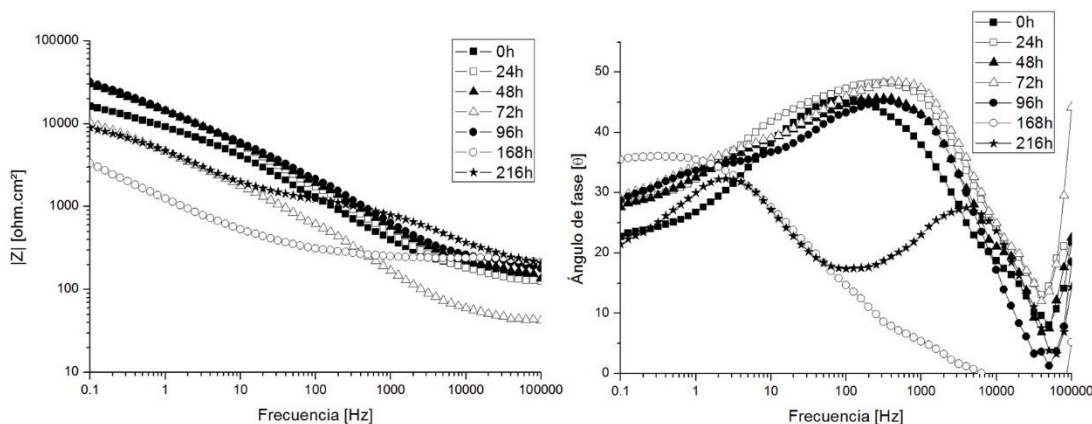 100000
10000
1000
100
10
|Z| [ohm.cm²]
0.1
1
10
100
1000
10000
100000
Frecuencia [Hz]
0h
24h
48h
72h
96h
168h
216h
50
40
30
20
10
0
Ángulo de fase [θ]
0.1
1
10
100
1000
10000
100000
Frecuencia [Hz]
0h
24h
48h
72h
96h
168h
216h